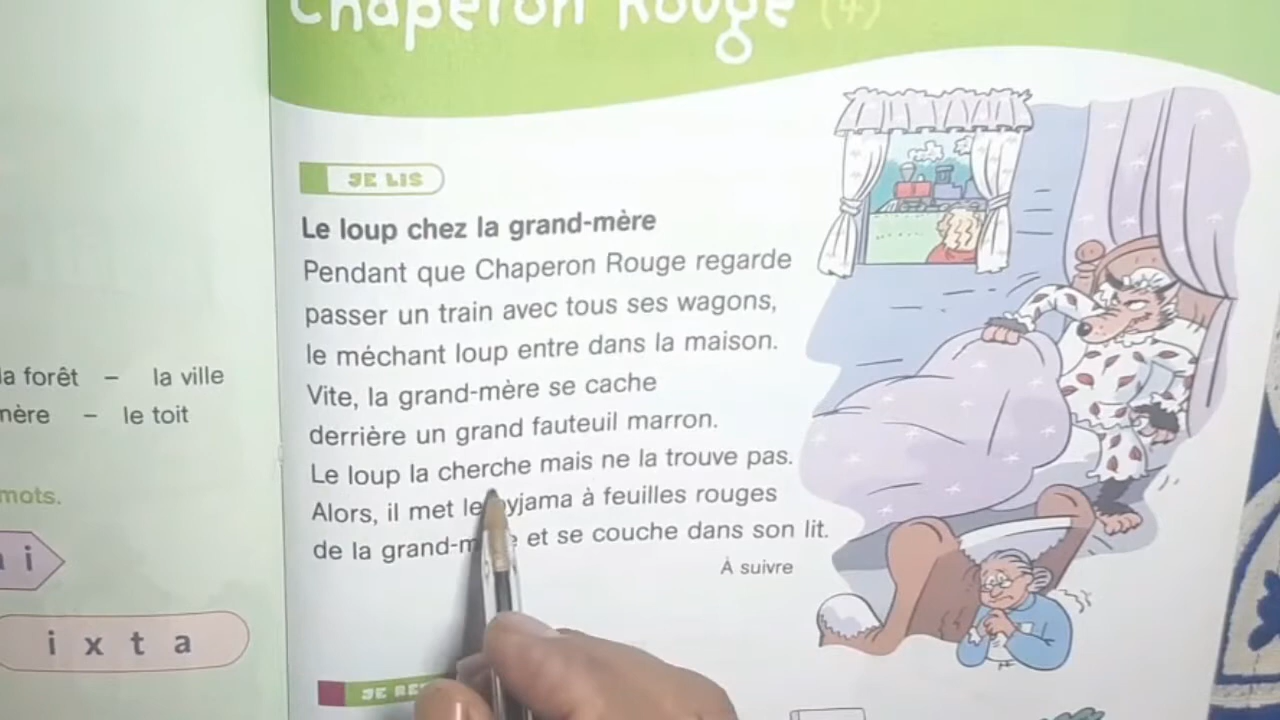 Chaperon Rouge (4)
JE LIS
Le loup chez la grand-mère
Pendant que Chaperon Rouge regarde
passer un train avec tous ses wagons,
le méchant loup entre dans la maison.
Vite, la grand-mère se cache
derrière un grand fauteuil marron.
Le loup la cherche mais ne la trouve pas.
Alors, il met le pyjama à feuilles rouges
de la grand-mère et se couche dans son lit.
À suivre
JE
la forêt – la ville
– le toit
mots.
i
i x t a